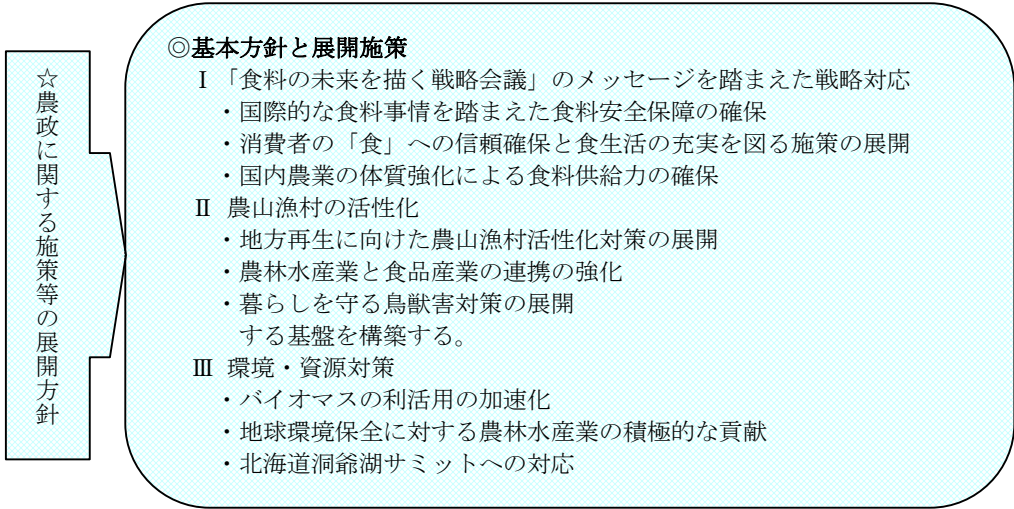 ☆農政に関する施策等の展開方針
◎基本方針と展開施策
Ⅰ 「食料の未来を描く戦略会議」のメッセージを踏まえた戦略対応
・国際的な食料事情を踏まえた食料安全保障の確保
・消費者の「食」への信頼確保と食生活の充実を図る施策の展開
・国内農業の体質強化による食料供給力の確保
Ⅱ 農山漁村の活性化
・地方再生に向けた農山漁村活性化対策の展開
・農林水産業と食品産業の連携の強化
・暮らしを守る鳥獣害対策の展開
する基盤を構築する。
Ⅲ 環境・資源対策
・バイオマスの利活用の加速化
・地球環境保全に対する農林水産業の積極的な貢献
・北海道洞爺湖サミットへの対応